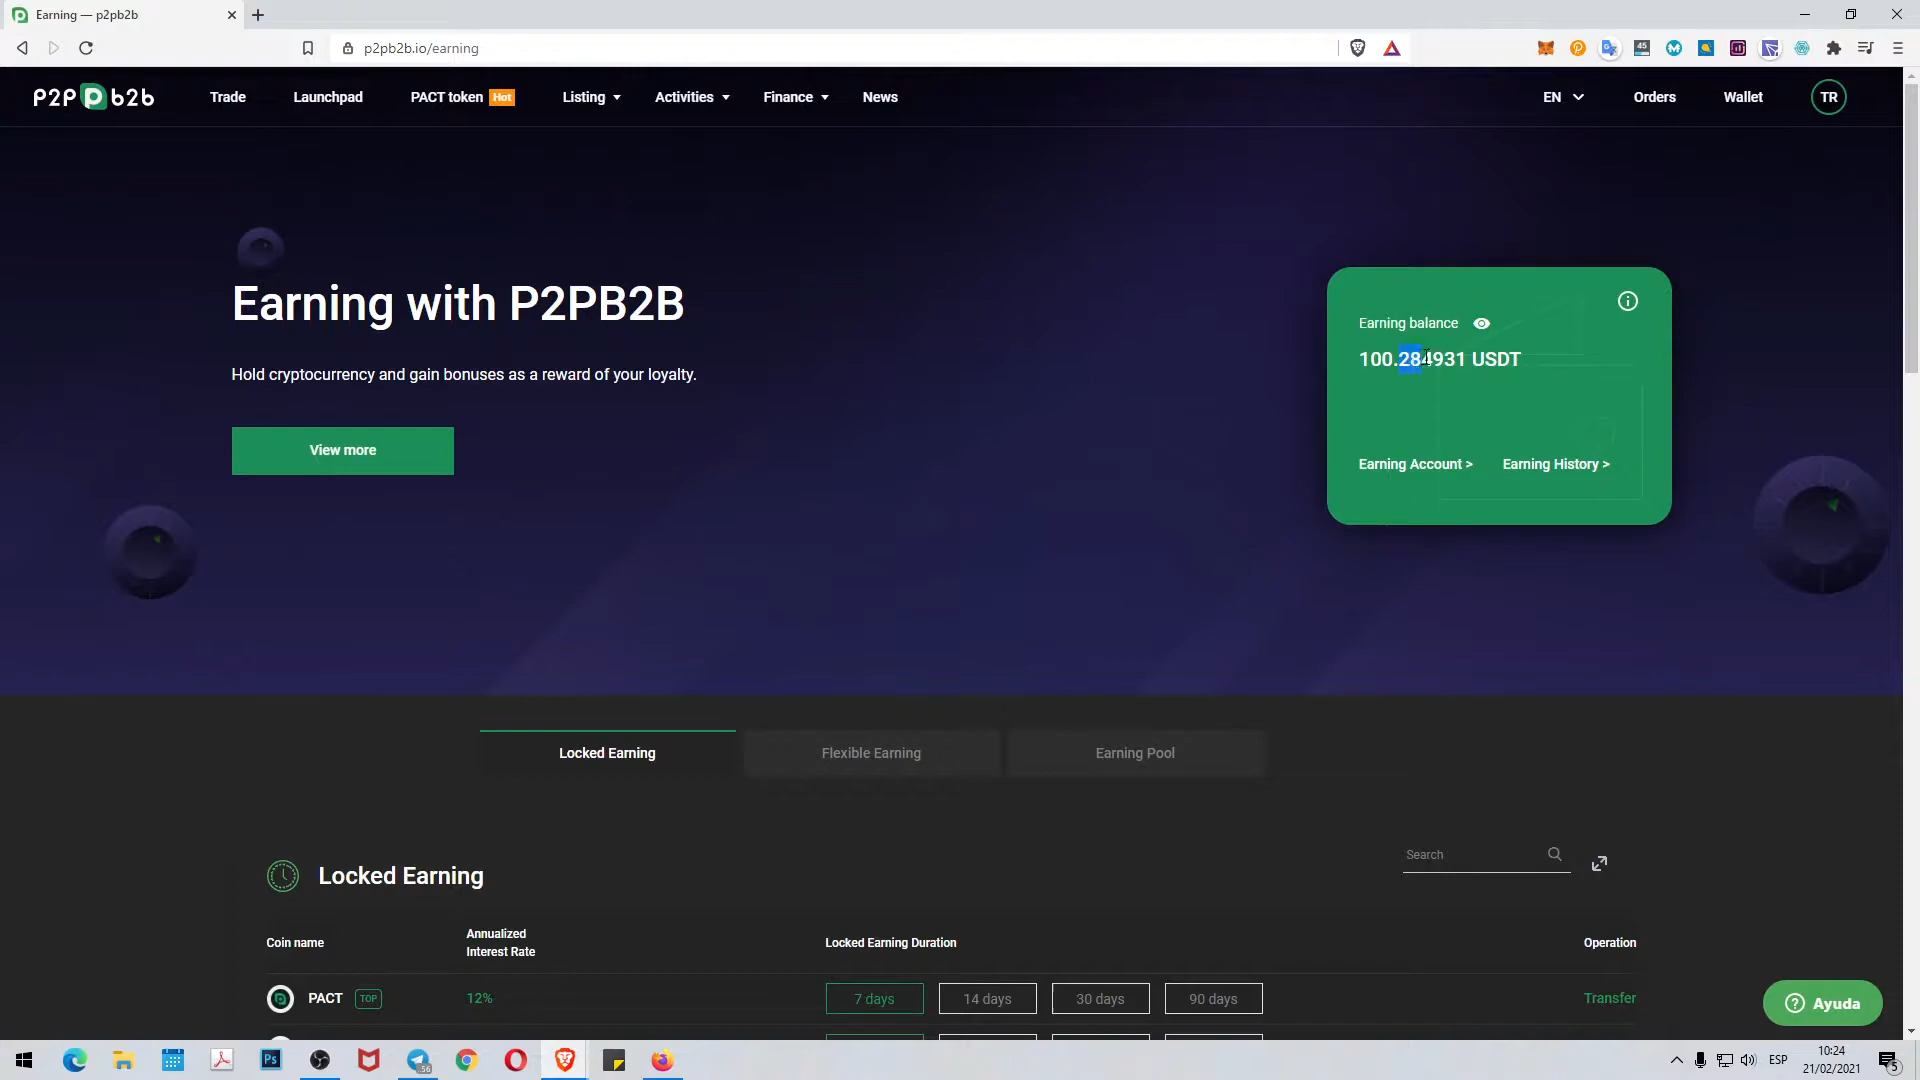 Earning — p2pb2b
p2pb2b.io/earning
45
P2P b2b
Trade
Launchpad
PACT token Hot
Listing
Activities
Finance
News
EN
Orders
Wallet
TR
Earning with P2PB2B
Hold cryptocurrency and gain bonuses as a reward of your loyalty.
View more
Earning balance
100.284931 USDT
Earning Account >
Earning History >
Locked Earning
Flexible Earning
Earning Pool
Locked Earning
Search
Coin name
Annualized
Interest Rate
Locked Earning Duration
Operation
PACT TOP
12%
7 days
14 days
30 days
90 days
Transfer
Ayuda
Ps
56
ESP
10:24
21/02/2021
5